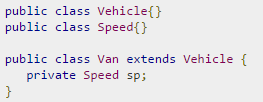 public class Vehicle{}
public class Speed{}

public class Van extends Vehicle {
   private Speed sp;
}